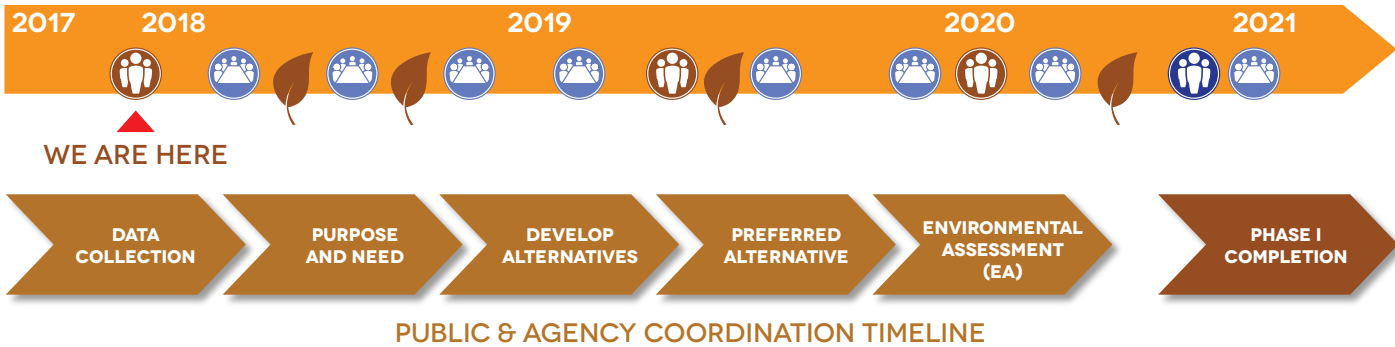 2017 2018 2019 2020 2021
WE ARE HERE
DATA
COLLECTION
PURPOSE
AND NEED
DEVELOP
ALTERNATIVES
PREFERRED
ALTERNATIVE
ENVIRONMENTAL
ASSESSMENT
(EA)
PHASE I
COMPLETION
PUBLIC & AGENCY COORDINATION TIMELINE